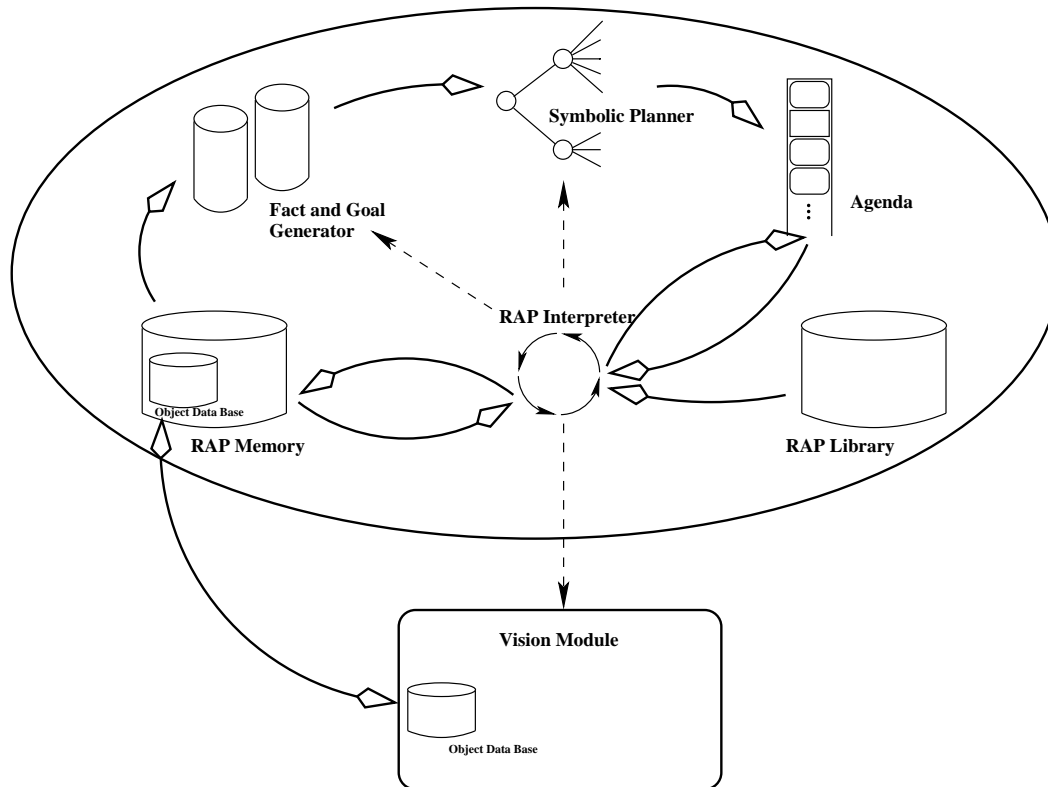 Symbolic Planner
Fact and Goal
Generator
Agenda
RAP Interpreter
Object Data Base
RAP Memory
RAP Library
Vision Module
Object Data Base